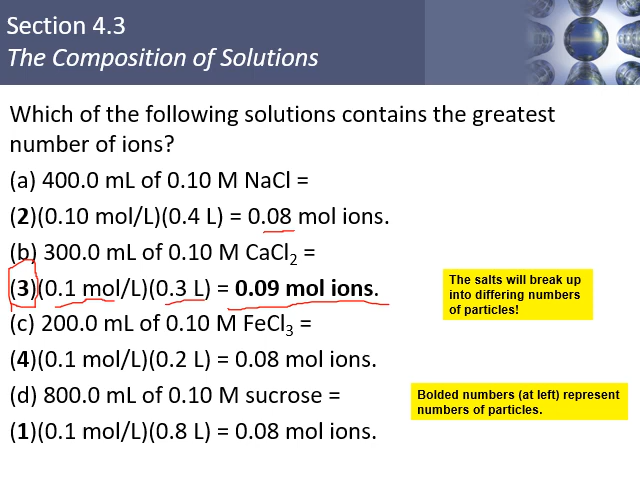 Section 4.3
The Composition of Solutions
Which of the following solutions contains the greatest
number of ions?
(a) 400.0 mL of 0.10 M NaCl =
(2)(0.10 mol/L)(0.4 L) = 0.08 mol ions.
(b) 300.0 mL of 0.10 M CaCl₂ =
(3)(0.1 mol/L)(0.3 L) = 0.09 mol ions.
The salts will break up
into differing numbers
of particles!
(c) 200.0 mL of 0.10 M FeCl₃ =
(4)(0.1 mol/L)(0.2 L) = 0.08 mol ions.
(d) 800.0 mL of 0.10 M sucrose =
Bolded numbers (at left) represent
numbers of particles.
(1)(0.1 mol/L)(0.8 L) = 0.08 mol ions.